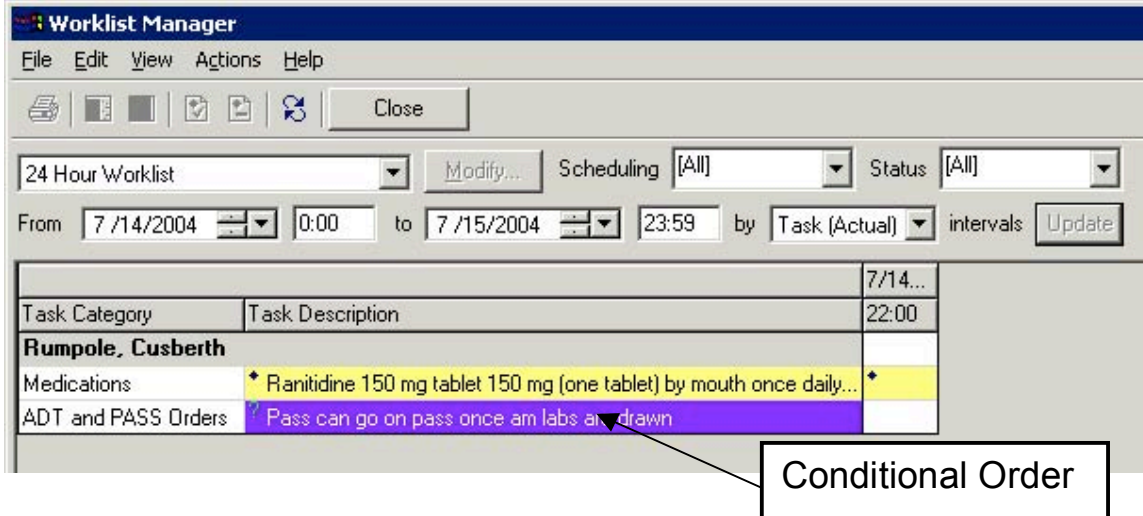 Worklist Manager
File Edit View Actions Help
Close
24 Hour Worklist Modify... Scheduling [All] Status [All]
From 7 /14/2004 0:00 to 7 /15/2004 23:59 by Task (Actual) intervals Update
7/14...
Task Category Task Description 22:00
Rumpole, Cusberth
Medications Ranitidine 150 mg tablet 150 mg (one tablet) by mouth once daily...
ADT and PASS Orders ? Pass can go on pass once am labs are drawn
Conditional Order